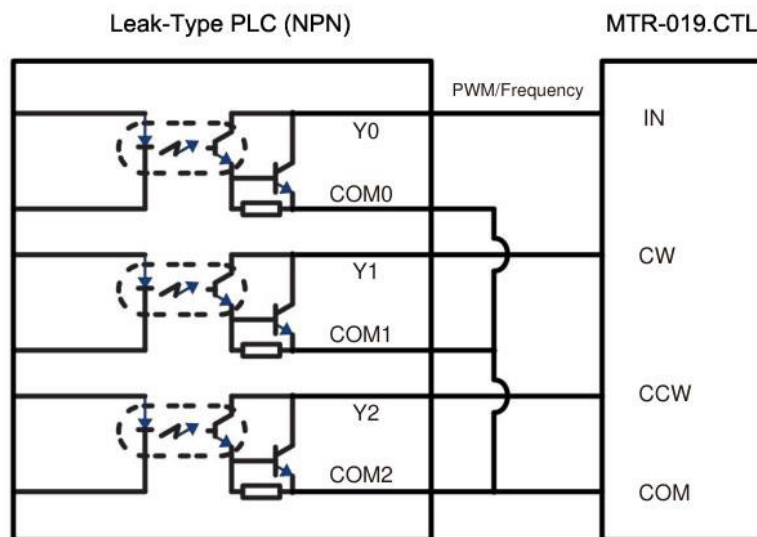 Leak-Type PLC (NPN)
MTR-019.CTL
PWM/Frequency
Y0
IN
COM0
Y1
CW
COM1
Y2
CCW
COM2
COM